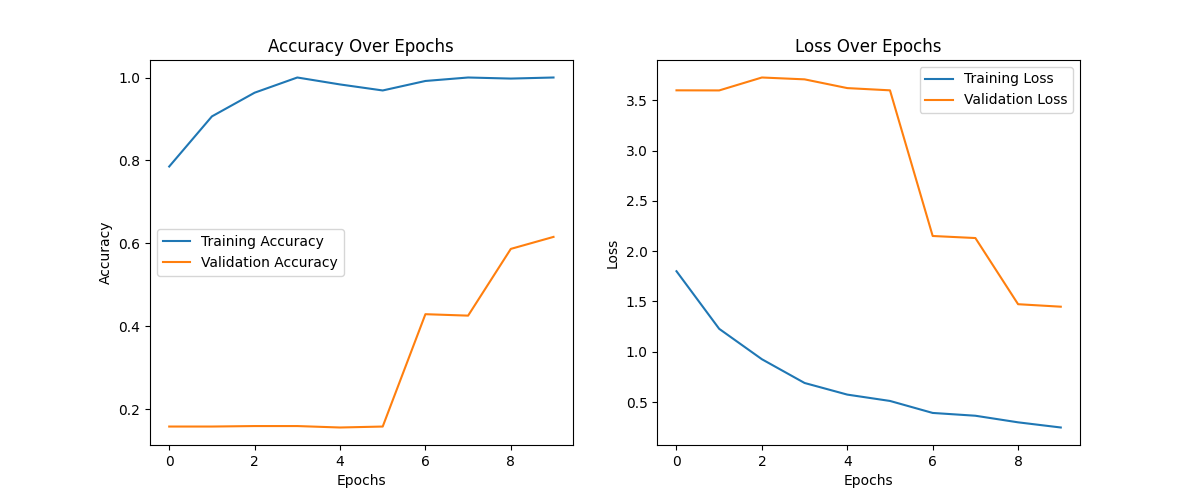 Accuracy Over Epochs
1.0
0.8
0.6
0.4
0.2
Accuracy
Training Accuracy
Validation Accuracy
0 2 4 6 8
Epochs
Loss Over Epochs
3.5
3.0
2.5
2.0
1.5
1.0
0.5
Loss
Training Loss
Validation Loss
0 2 4 6 8
Epochs